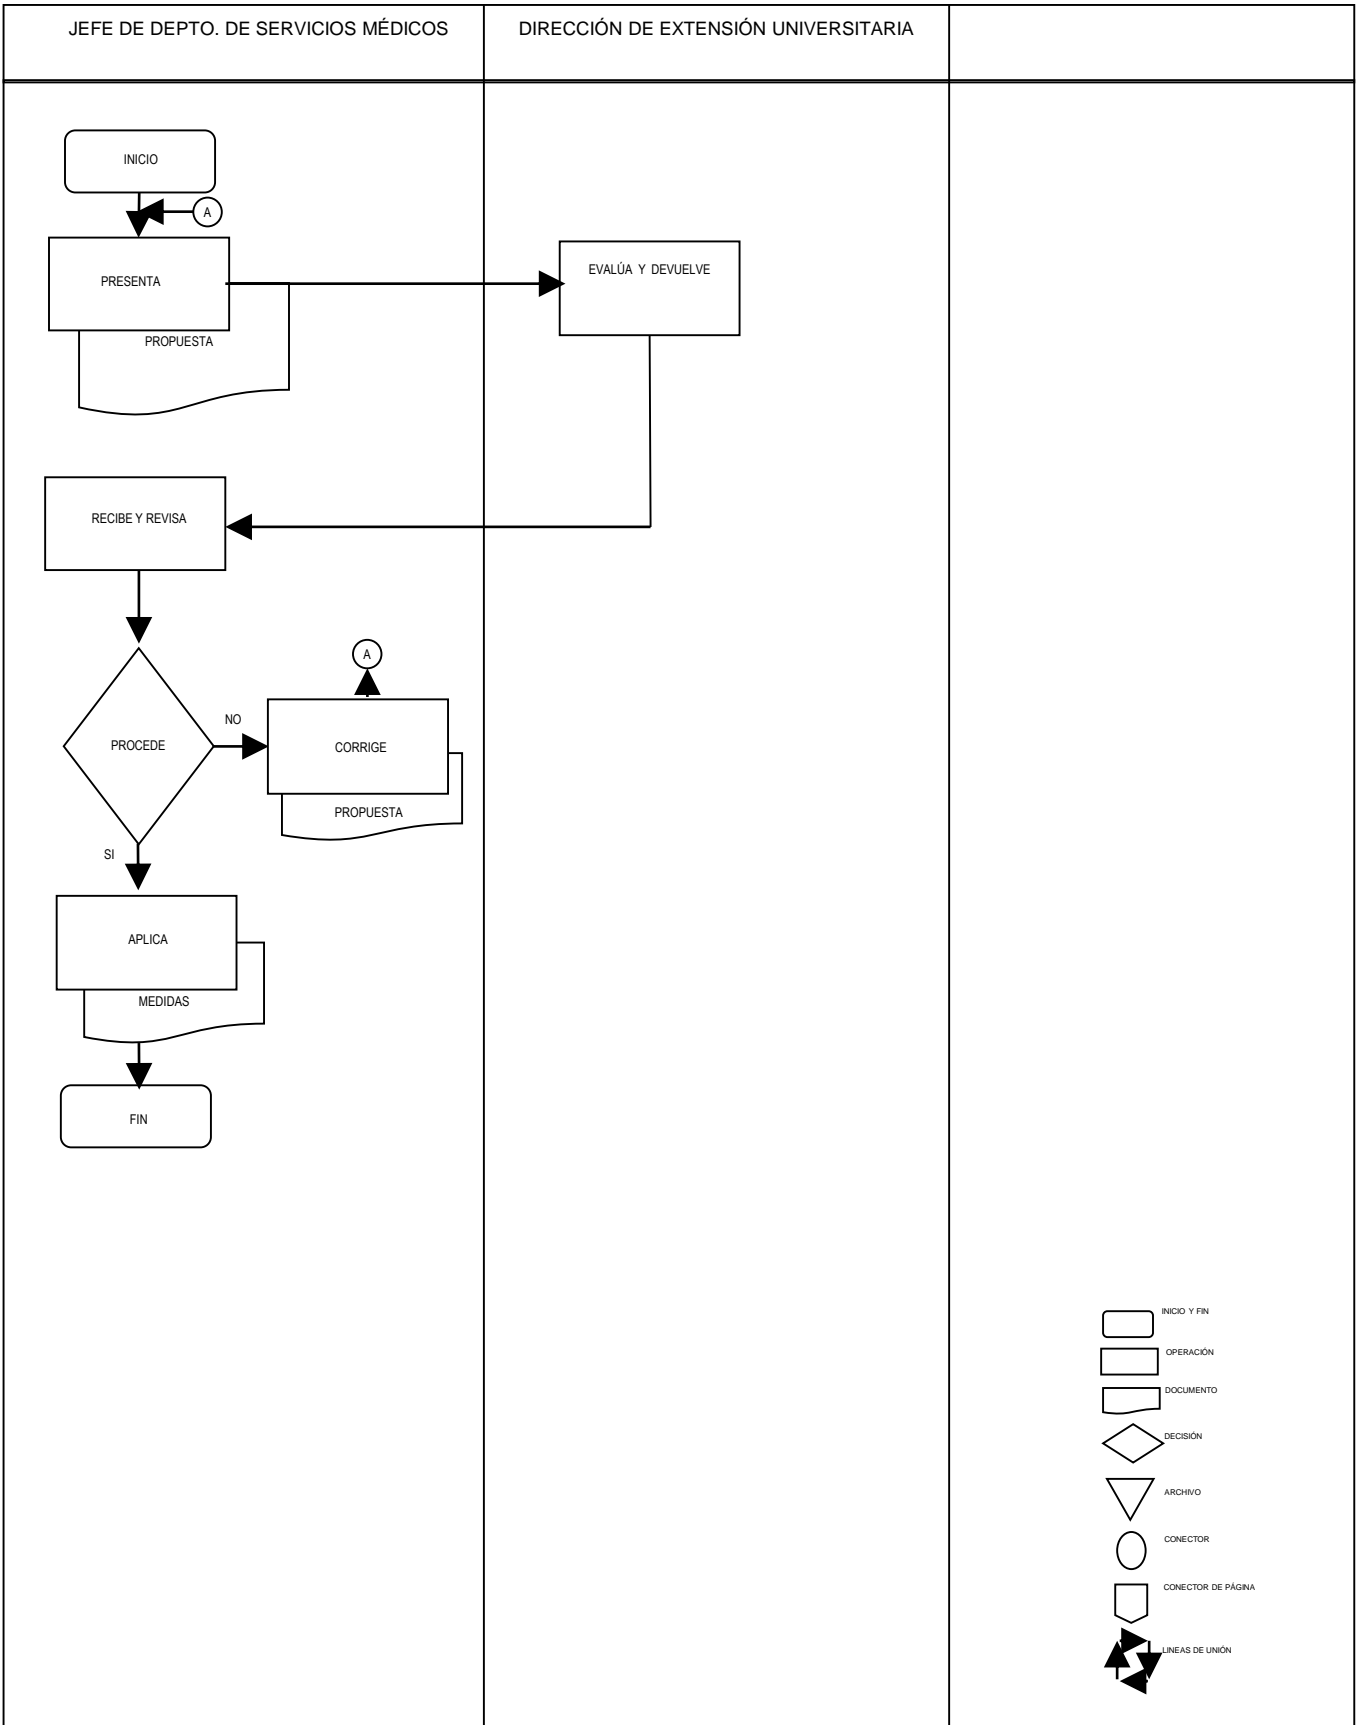 JEFE DE DEPTO. DE SERVICIOS MÉDICOS
DIRECCIÓN DE EXTENSIÓN UNIVERSITARIA
INICIO
A
PRESENTA
PROPUESTA
EVALÚA Y DEVUELVE
RECIBE Y REVISA
A
PROCEDE
NO
CORRIGE
PROPUESTA
SI
APLICA
MEDIDAS
FIN
INICIO Y FIN
OPERACIÓN
DOCUMENTO
DECISIÓN
ARCHIVO
CONECTOR
CONECTOR DE PÁGINA
LINEAS DE UNIÓN